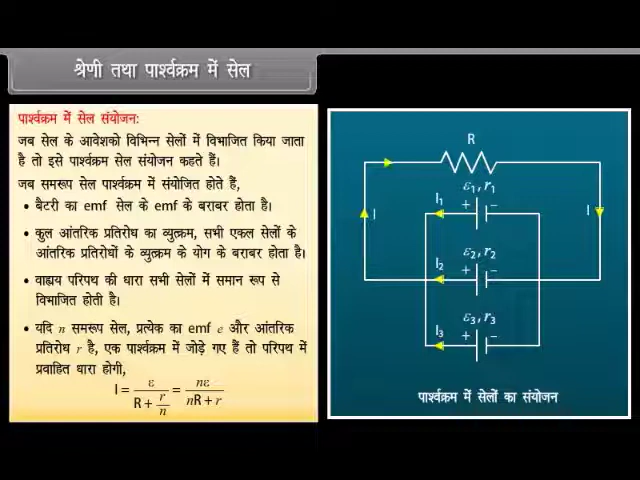 श्रेणी तथा पार्श्वक्रम में सेल
पार्श्वक्रम में सेल संयोजन:
जब सेल के आवेशको विभिन्न सेलों में विभाजित किया जाता
है तो इसे पार्श्वक्रम सेल संयोजन कहते हैं।
जब समरूप सेल पार्श्वक्रम में संयोजित होते हैं,
• बैटरी का emf सेल के emf के बराबर होता है।
• कुल आंतरिक प्रतिरोध का व्युत्क्रम, सभी एकल सेलों के
आंतरिक प्रतिरोधों के व्युत्क्रम के योग के बराबर होता है।
• वाह्यय परिपथ की धारा सभी सेलों में समान रूप से
विभाजित होती है।
• यदि n समरूप सेल, प्रत्येक का emf e और आंतरिक
प्रतिरोध r है, एक पार्श्वक्रम में जोड़े गए हैं तो परिपथ में
प्रवाहित धारा होगी,
I = ε / (R + r/n) = nε / (nR + r)
R
ε₁, r₁
I₁ + −
I I
ε₂, r₂
I₂ + −
ε₃, r₃
I₃ + −
पार्श्वक्रम में सेलों का संयोजन